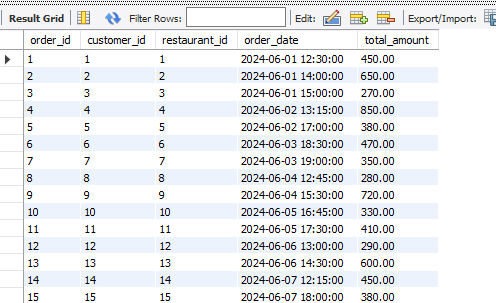 Result Grid Filter Rows: Edit: Export/Import:
order_id customer_id restaurant_id order_date total_amount
1 1 1 2024-06-01 12:30:00 450.00
2 2 2 2024-06-01 14:00:00 650.00
3 3 3 2024-06-01 15:00:00 270.00
4 4 4 2024-06-02 13:15:00 850.00
5 5 5 2024-06-02 17:00:00 380.00
6 6 6 2024-06-03 18:30:00 470.00
7 7 7 2024-06-03 19:00:00 350.00
8 8 8 2024-06-04 12:45:00 280.00
9 9 9 2024-06-04 15:30:00 720.00
10 10 10 2024-06-05 16:45:00 330.00
11 11 11 2024-06-05 17:30:00 410.00
12 12 12 2024-06-06 13:00:00 290.00
13 13 13 2024-06-06 14:30:00 600.00
14 14 14 2024-06-07 12:15:00 450.00
15 15 15 2024-06-07 18:00:00 380.00